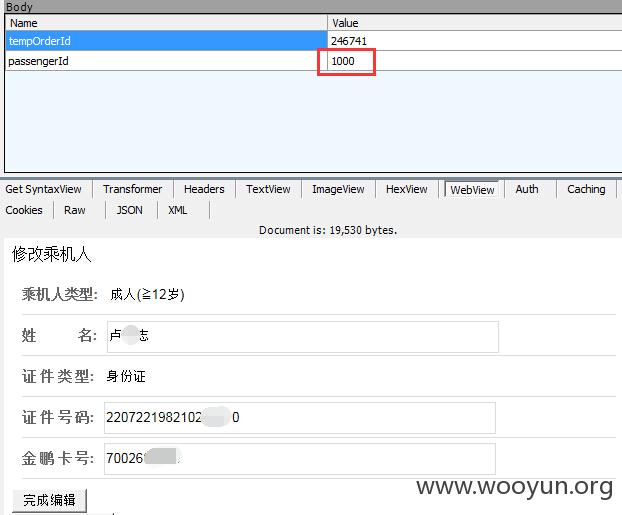 Body
Name Value
tempOrderId 246741
passengerId 1000
Get SyntaxView Transformer Headers TextView ImageView HexView WebView Auth Caching
Cookies Raw JSON XML
Document is: 19,530 bytes.
修改乘机人
乘机人类型: 成人(≧12岁)
姓 名: 卢 志
证件类型: 身份证
证件号码: 2207221982102 0
金鹏卡号: 70026
完成编辑
www.wooyun.org